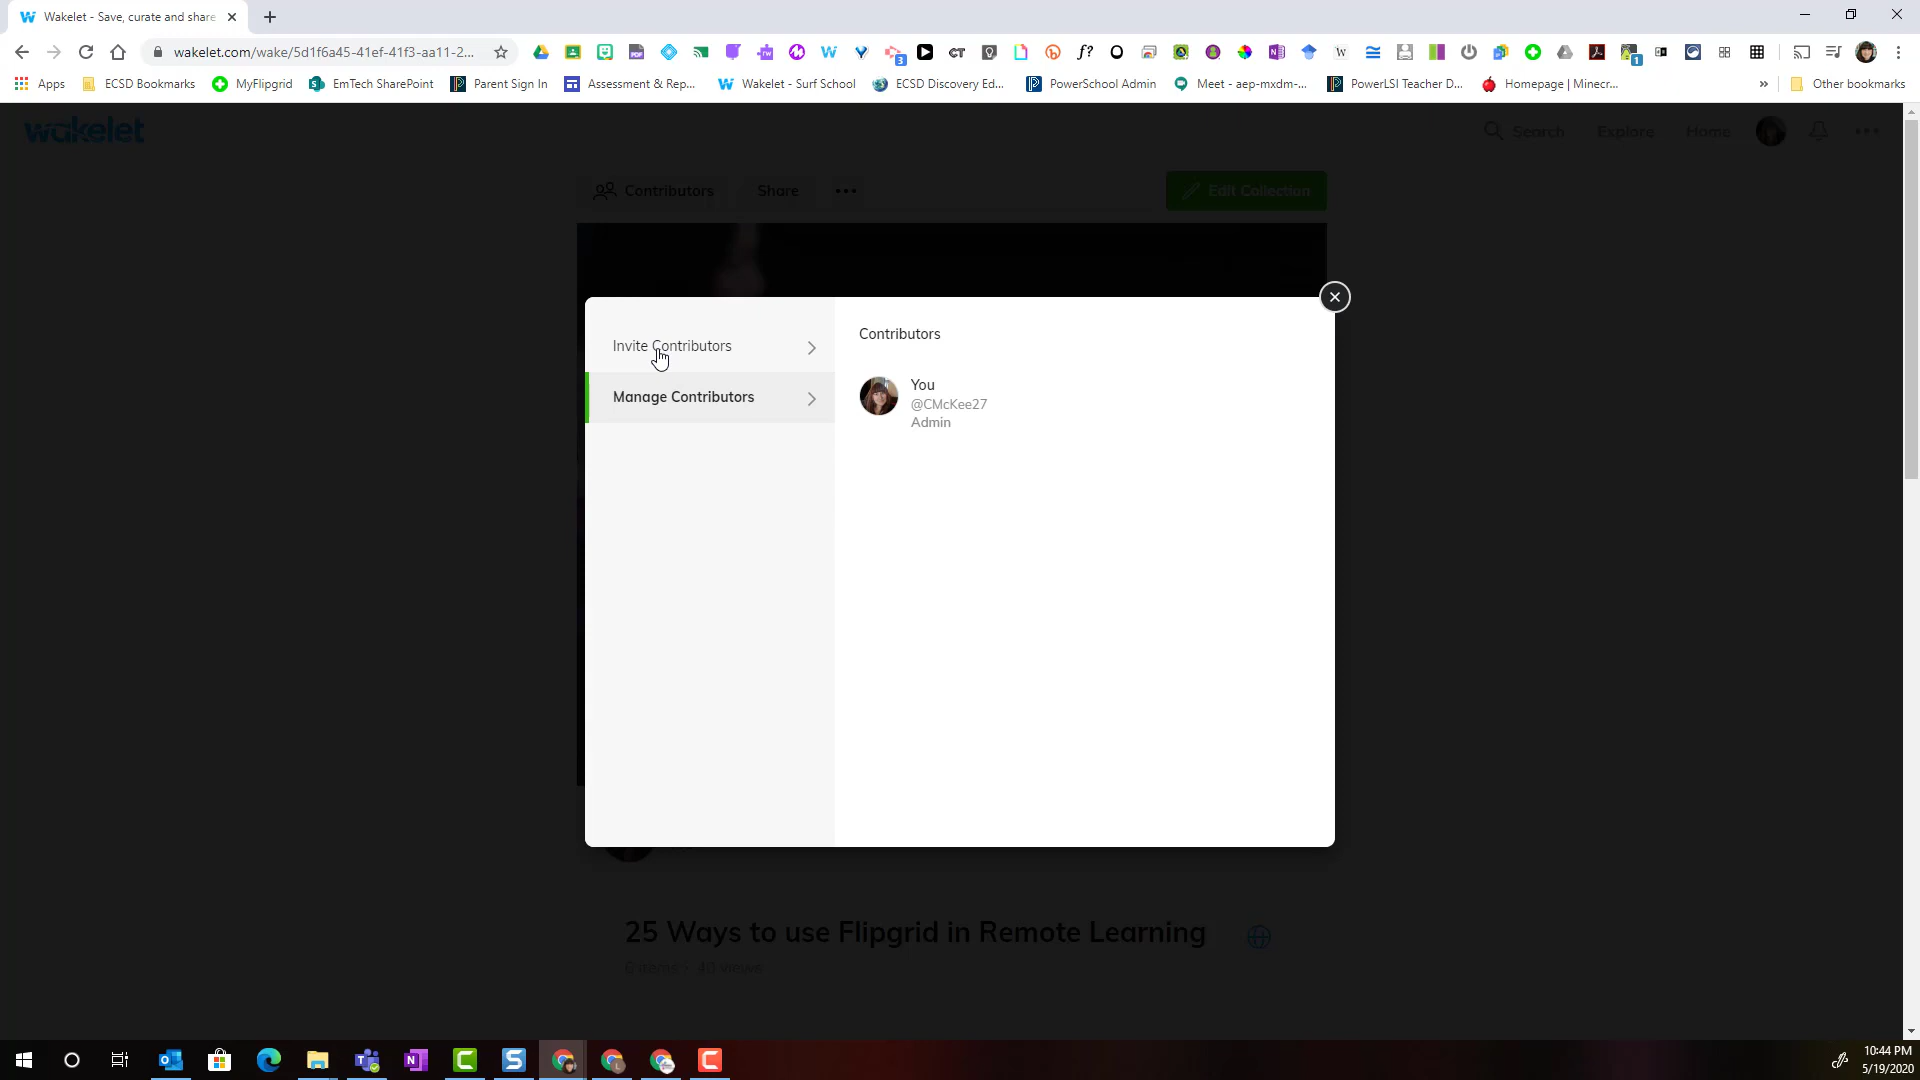 Wakelet - Save, curate and share
wakelet.com/wake/5d1f6a45-41ef-41f3-aa11-2...
Apps ECSD Bookmarks MyFlipgrid EmTech SharePoint Parent Sign In Assessment & Rep... Wakelet - Surf School ECSD Discovery Ed... PowerSchool Admin Meet - aep-mxdm-... PowerLSI Teacher D... Homepage | Minecr... » Other bookmarks
wakelet Search Explore Home
Contributors Share Edit Collection
Invite Contributors
Manage Contributors
Contributors
You
@CMcKee27
Admin
25 Ways to use Flipgrid in Remote Learning
10:44 PM
5/19/2020